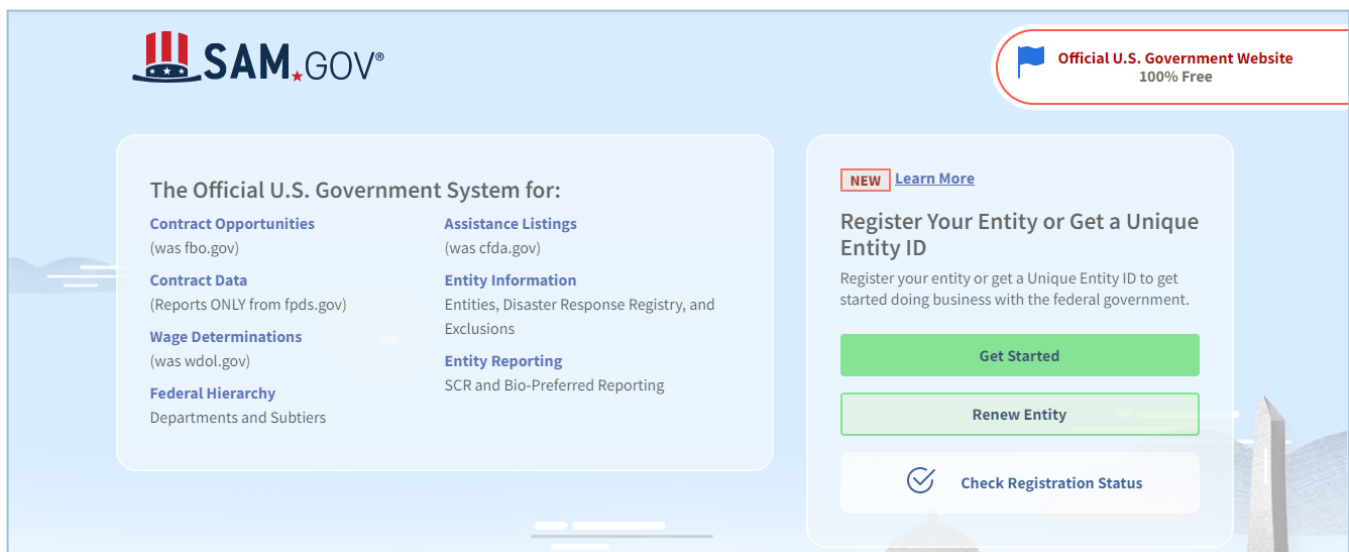 SAM.GOV®
Official U.S. Government Website
100% Free
The Official U.S. Government System for:
Contract Opportunities
(was fbo.gov)
Contract Data
(Reports ONLY from fpds.gov)
Wage Determinations
(was wdol.gov)
Federal Hierarchy
Departments and Subtiers
Assistance Listings
(was cfda.gov)
Entity Information
Entities, Disaster Response Registry, and
Exclusions
Entity Reporting
SCR and Bio-Preferred Reporting
NEW Learn More
Register Your Entity or Get a Unique
Entity ID
Register your entity or get a Unique Entity ID to get
started doing business with the federal government.
Get Started
Renew Entity
Check Registration Status